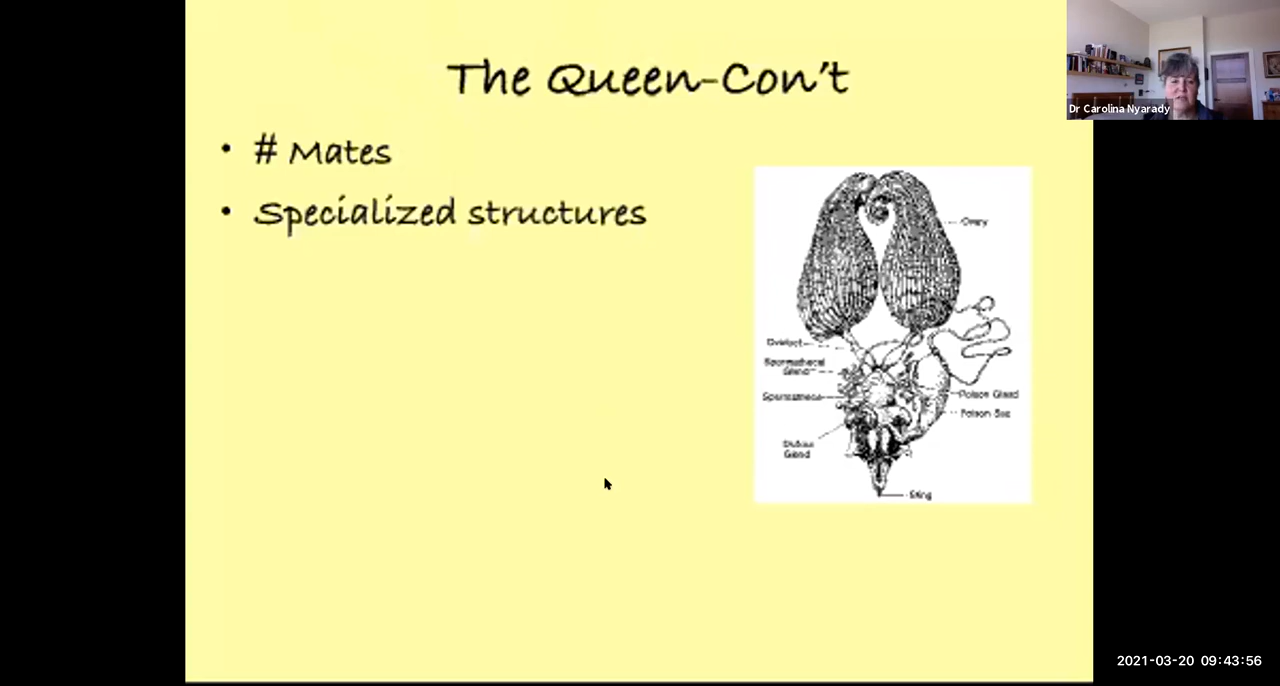 The Queen-Con't
• # Mates
• Specialized structures
Ovary
Oviduct
Spermathecal
Gland
Spermatheca
Dufour
Gland
Poison Gland
Poison Sac
Sting
Dr Carolina Nyarady
2021-03-20 09:43:56